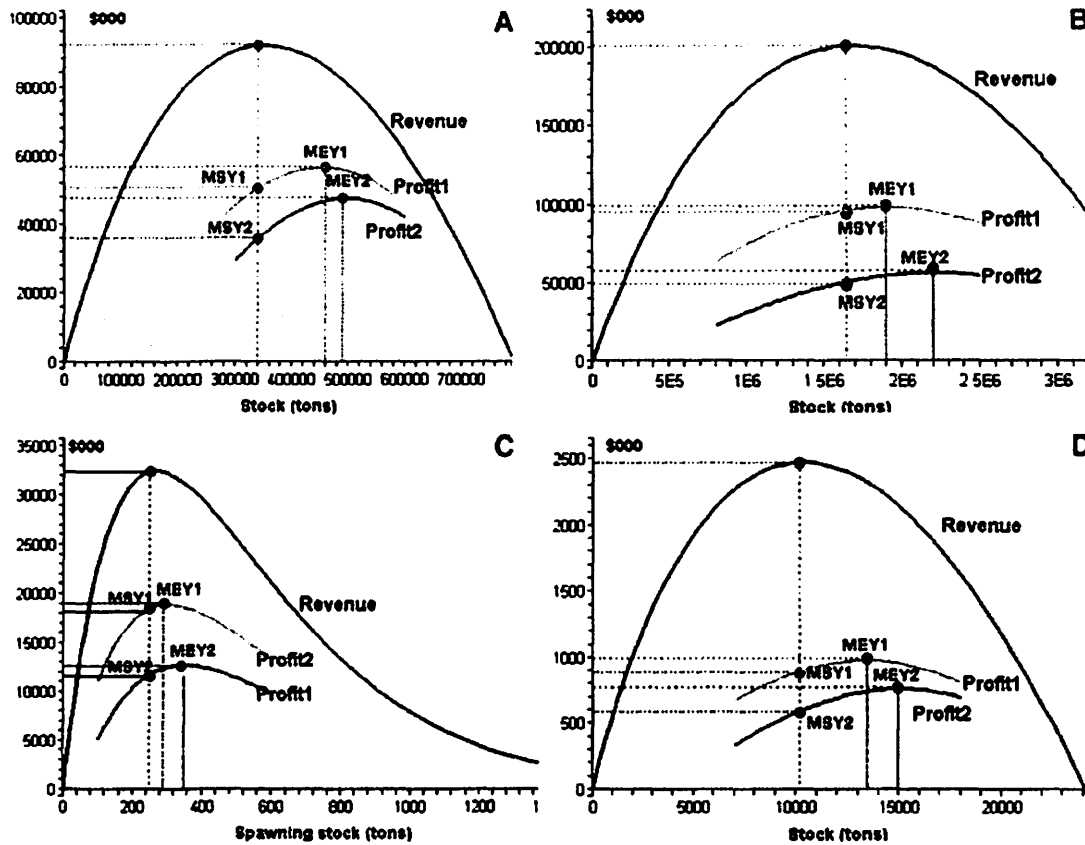 $000
A
100000
80000
60000
40000
20000
0
Revenue
MEY1
MSY1
MEY2
Profit1
MSY2
Profit2
0 100000 200000 300000 400000 500000 600000 700000
Stock (tons)
$000
B
200000
150000
100000
50000
0
Revenue
MEY1
Profit1
MSY1
MEY2
Profit2
MSY2
0 5E5 1E6 1.5E6 2E6 25E6 3E6
Stock (tons)
$000
C
35000
30000
25000
20000
15000
10000
5000
0
MEY1
MSY1
Revenue
MEY2
Profit2
Profit1
0 200 400 600 800 1000 1200 1
Spawning stock (tons)
$000
D
2500
2000
1500
1000
500
0
Revenue
MEY1
MSY1
MEY2
Profit1
MSY2
Profit2
0 5000 10000 15000 20000
Stock (tons)